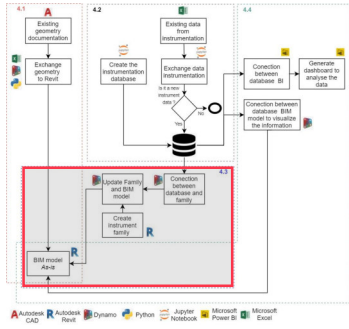 4.1
4.2
4.4
Existing
geometry
documentation
Exchange
geometry
to Revit
Existing data
from
instrumentation
Create the
instrumentation
database
Exchange data
instrumentation
Is it a new
instrument
data ?
No
Yes
Conection
between
database BI
Generate
dashboard to
analyse the
data
Conection between
database BIM
model to visualize
the information
4.3
Update Family
and BIM
model
Conection
between
database and
family
Create
instrument
family
BIM model
As-is
Autodesk
CAD
Autodesk
Revit
Dynamo
Python
Jupyter
Notebook
Microsoft
Power BI
Microsoft
Excel